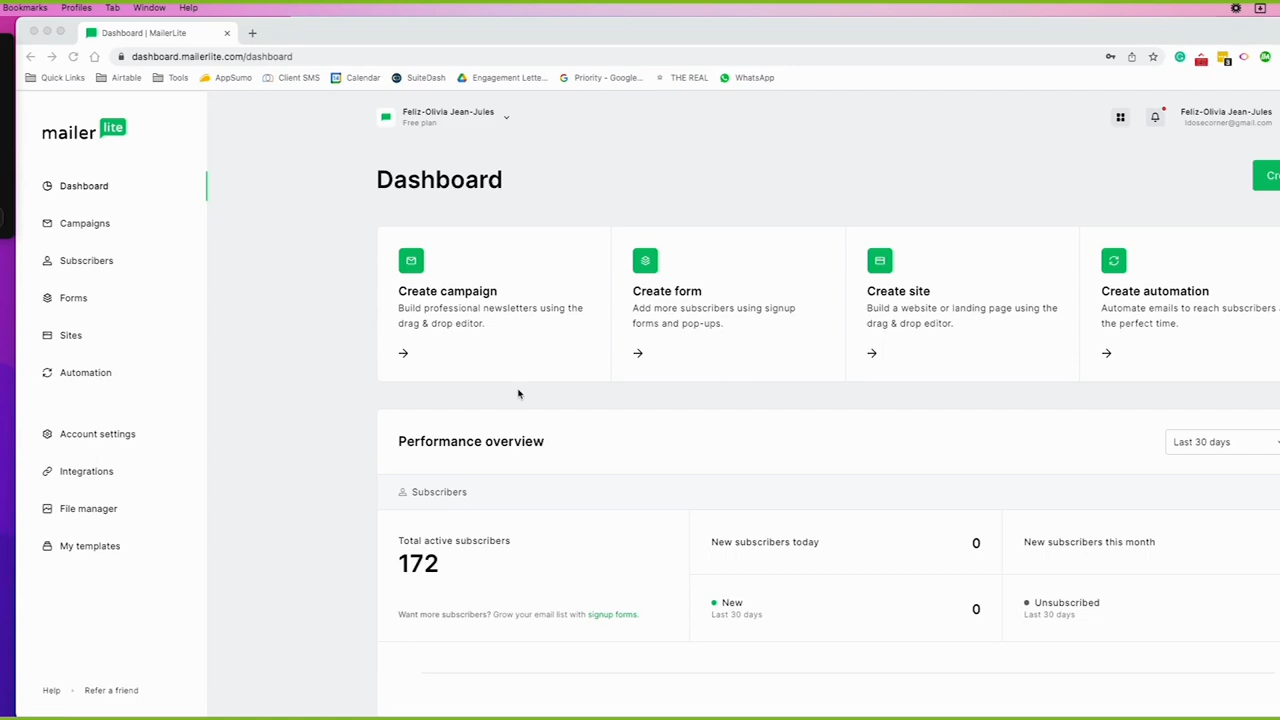 Bookmarks Profiles Tab Window Help
Dashboard | MailerLite
dashboard.mailerlite.com/dashboard
Quick Links Airtable Tools AppSumo Client SMS Calendar SuiteDash Engagement Lette... Priority - Google... THE REAL WhatsApp
mailer lite
Dashboard
Campaigns
Subscribers
Forms
Sites
Automation
Account settings
Integrations
File manager
My templates
Help • Refer a friend
Feliz-Olivia Jean-Jules
Free plan
Feliz-Olivia Jean-Jules
ldosecorner@gmail.com
Dashboard
Cr
Create campaign
Build professional newsletters using the
drag & drop editor.
Create form
Add more subscribers using signup
forms and pop-ups.
Create site
Build a website or landing page using the
drag & drop editor.
Create automation
Automate emails to reach subscribers
the perfect time.
Performance overview
Last 30 days
Subscribers
Total active subscribers
172
Want more subscribers? Grow your email list with signup forms.
New subscribers today 0
New
Last 30 days
0
New subscribers this month
Unsubscribed
Last 30 days